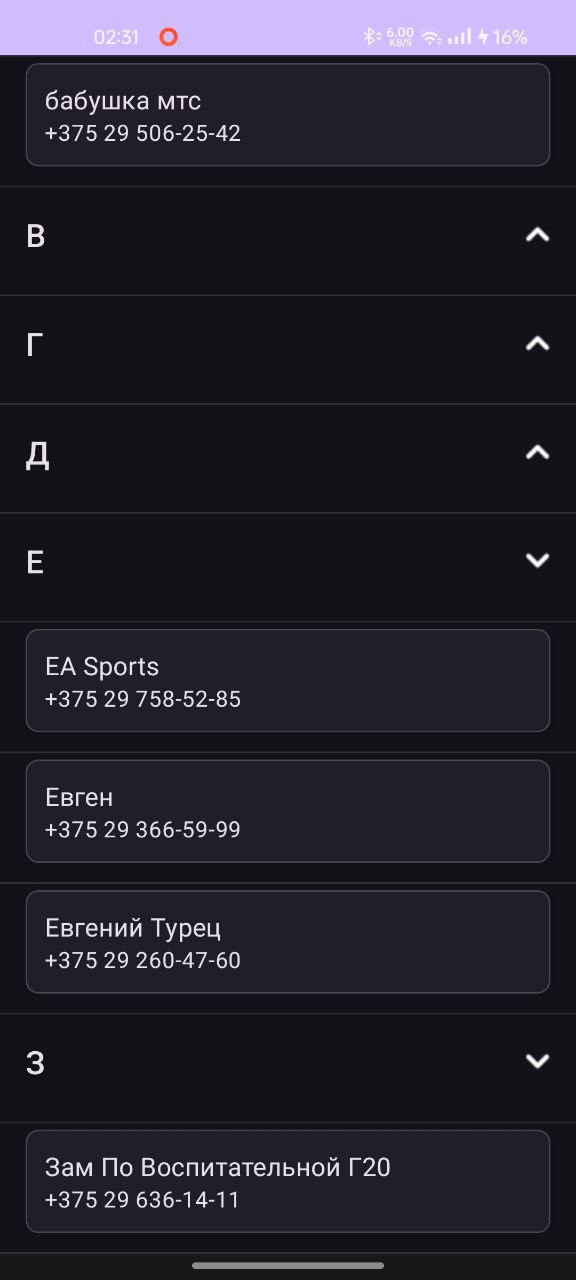 02:31 6.00 KB/S 16%
бабушка мтс
+375 29 506-25-42
В
Г
Д
Е
EA Sports
+375 29 758-52-85
Евген
+375 29 366-59-99
Евгений Турец
+375 29 260-47-60
З
Зам По Воспитательной Г20
+375 29 636-14-11